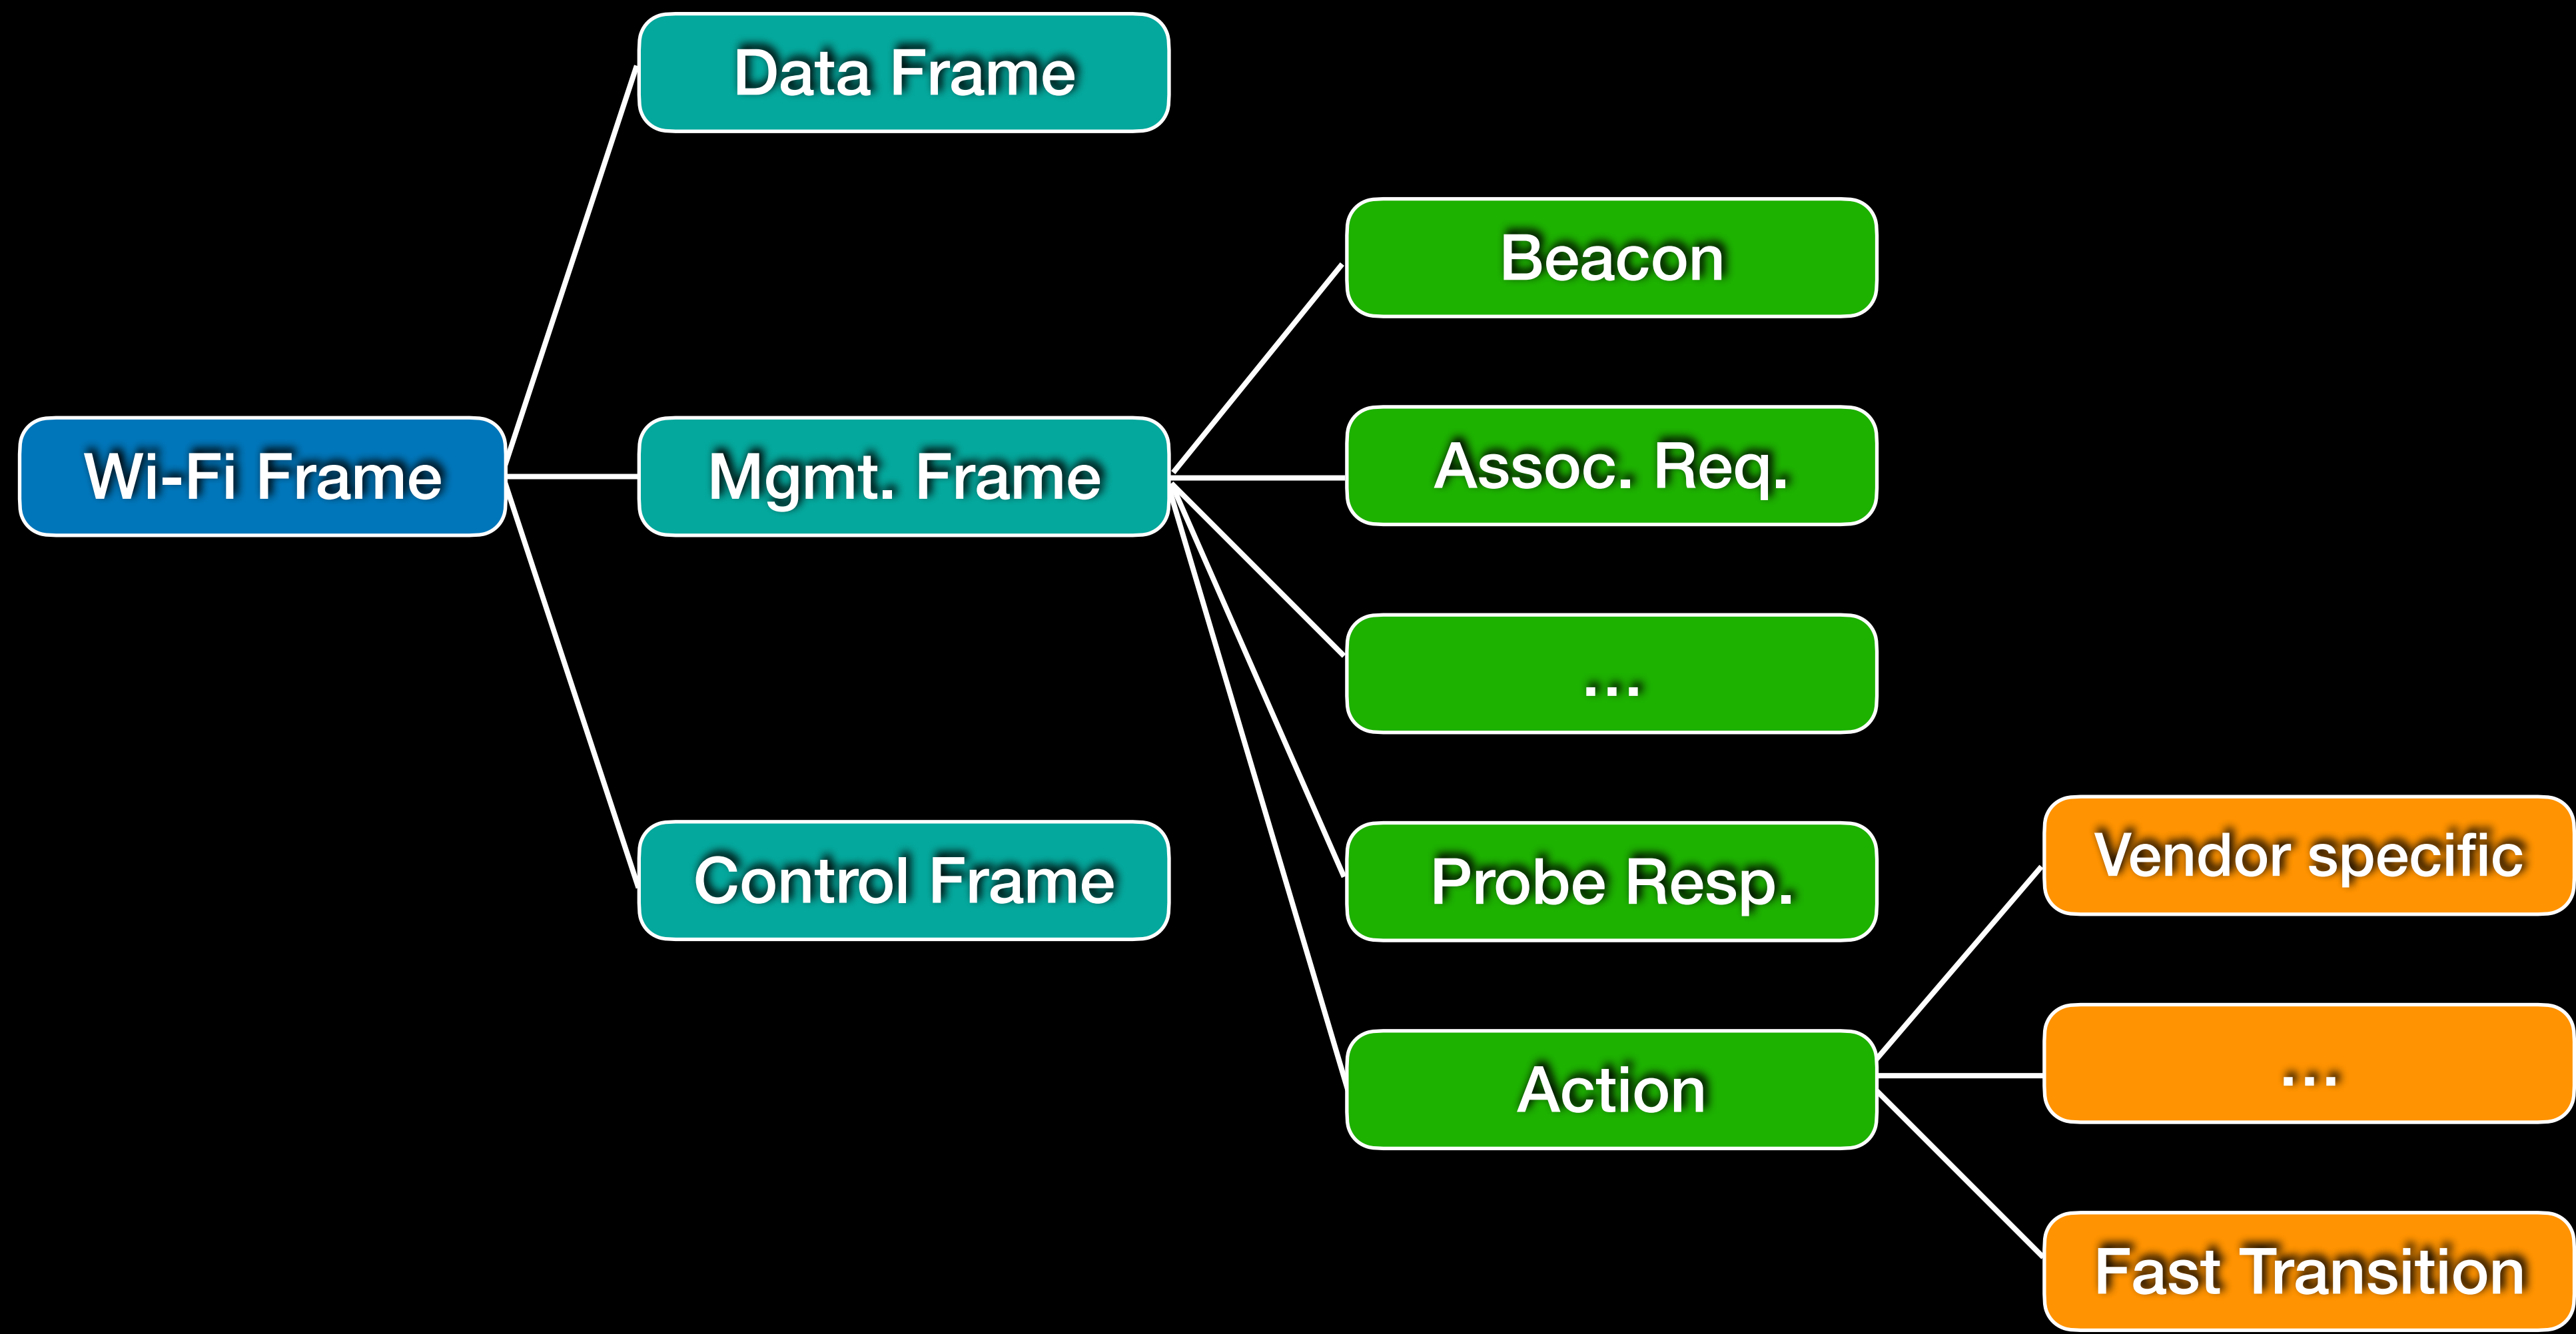 Data Frame
Beacon
Wi-Fi Frame
Mgmt. Frame
Assoc. Req.
...
Control Frame
Probe Resp.
Vendor specific
Action
...
Fast Transition